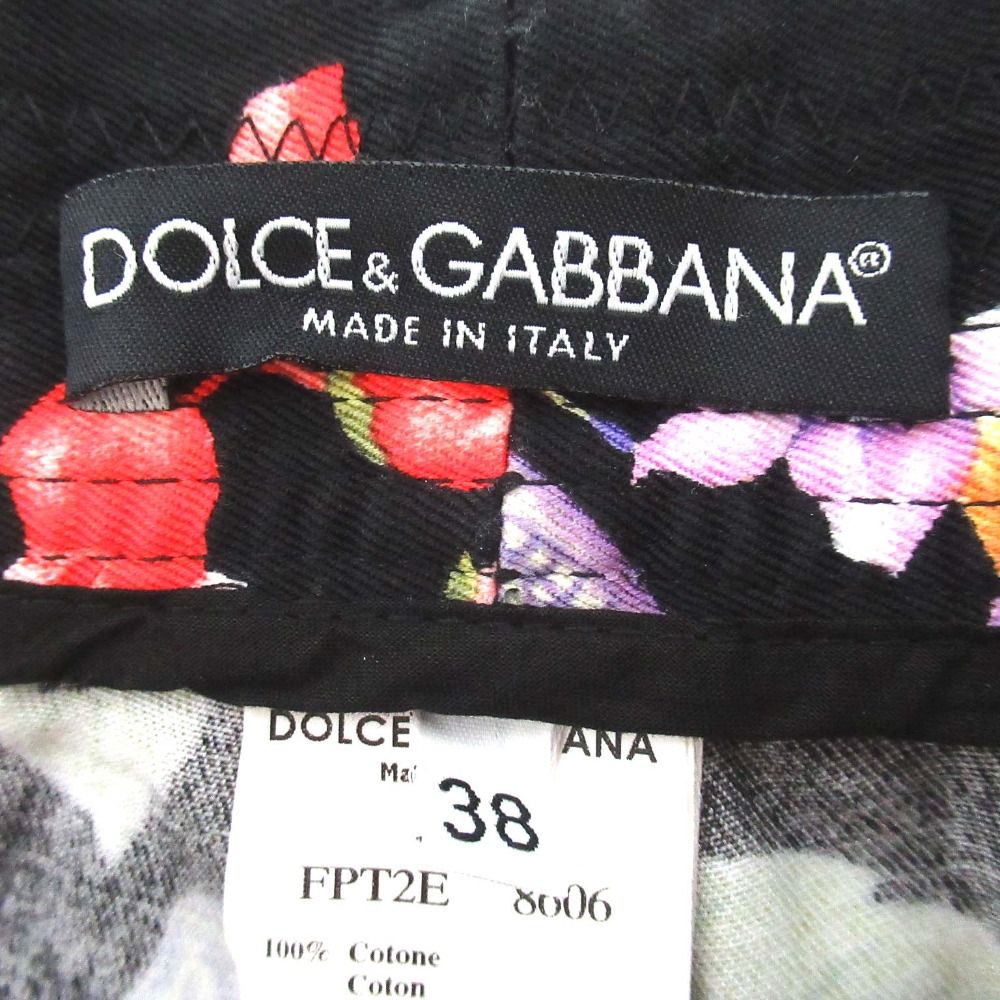 DOLCE & GABBANA®
MADE IN ITALY
DOLCE ANA
38
FPT2E 8606
100% Cotone
Coton